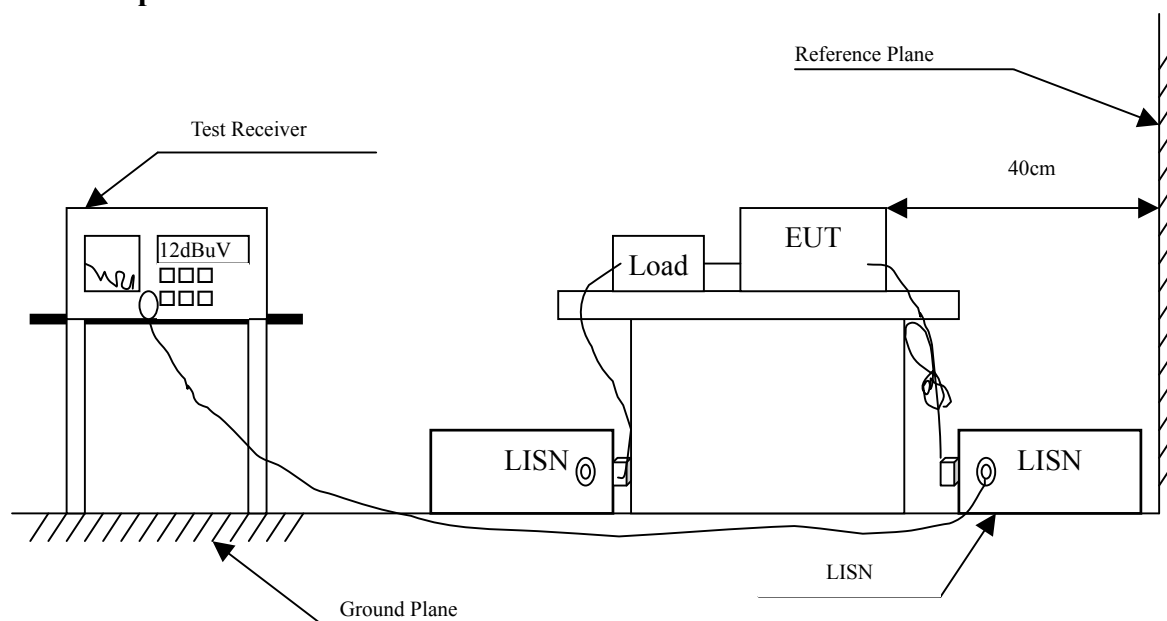 Reference Plane
Test Receiver
40cm
12dBuV
EUT
Load
LISN
LISN
LISN
Ground Plane